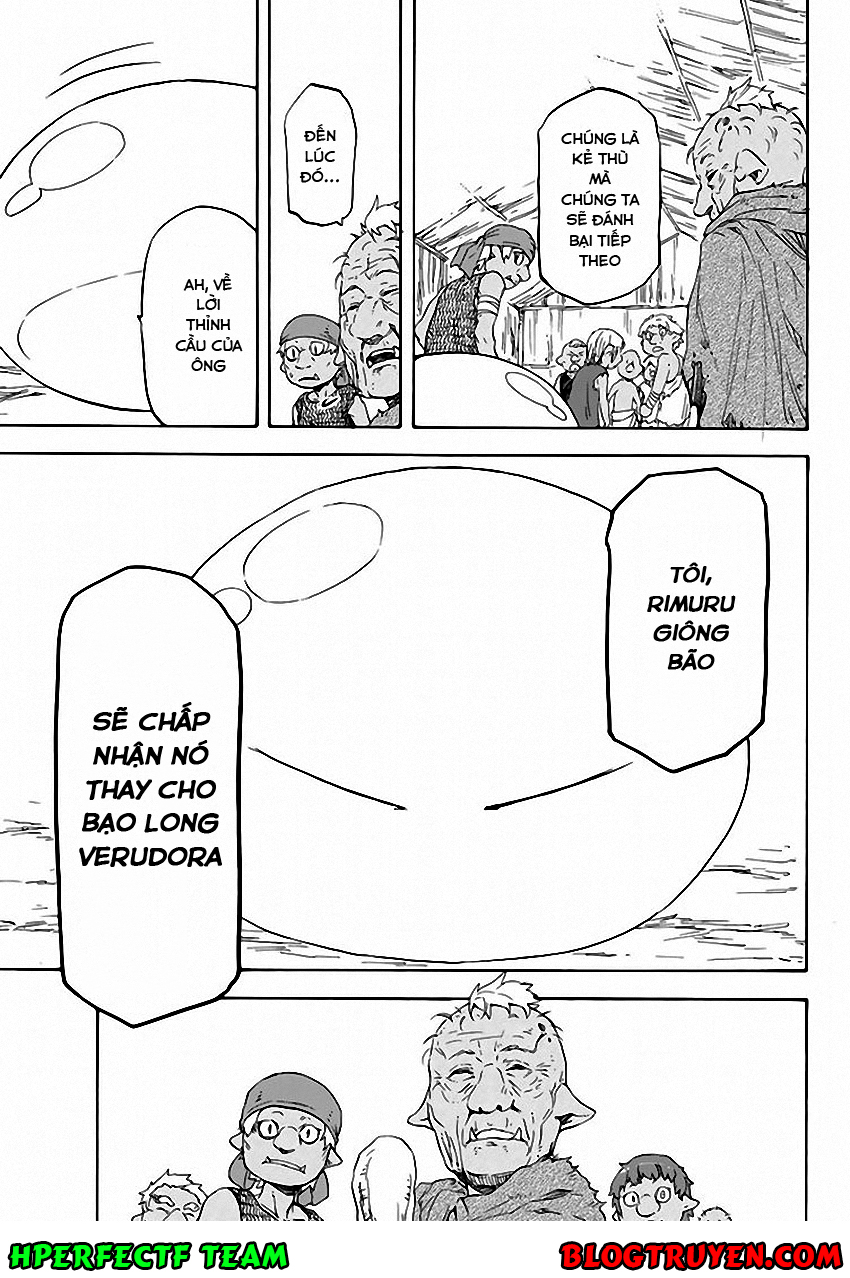 CHÚNG LÀ
KẺ THÙ
MÀ
CHÚNG TA
SẼ ĐÁNH
BẠI TIẾP
THEO
ĐẾN
LÚC
ĐÓ...
AH, VỀ
LỜI
THỈNH
CẦU CỦA
ÔNG
TÔI,
RIMURU
GIÔNG
BÃO
SẼ CHẤP
NHẬN NÓ
THAY CHO
BẠO LONG
VERUDORA
HPERFECTF TEAM
BLOGTRUYEN.COM